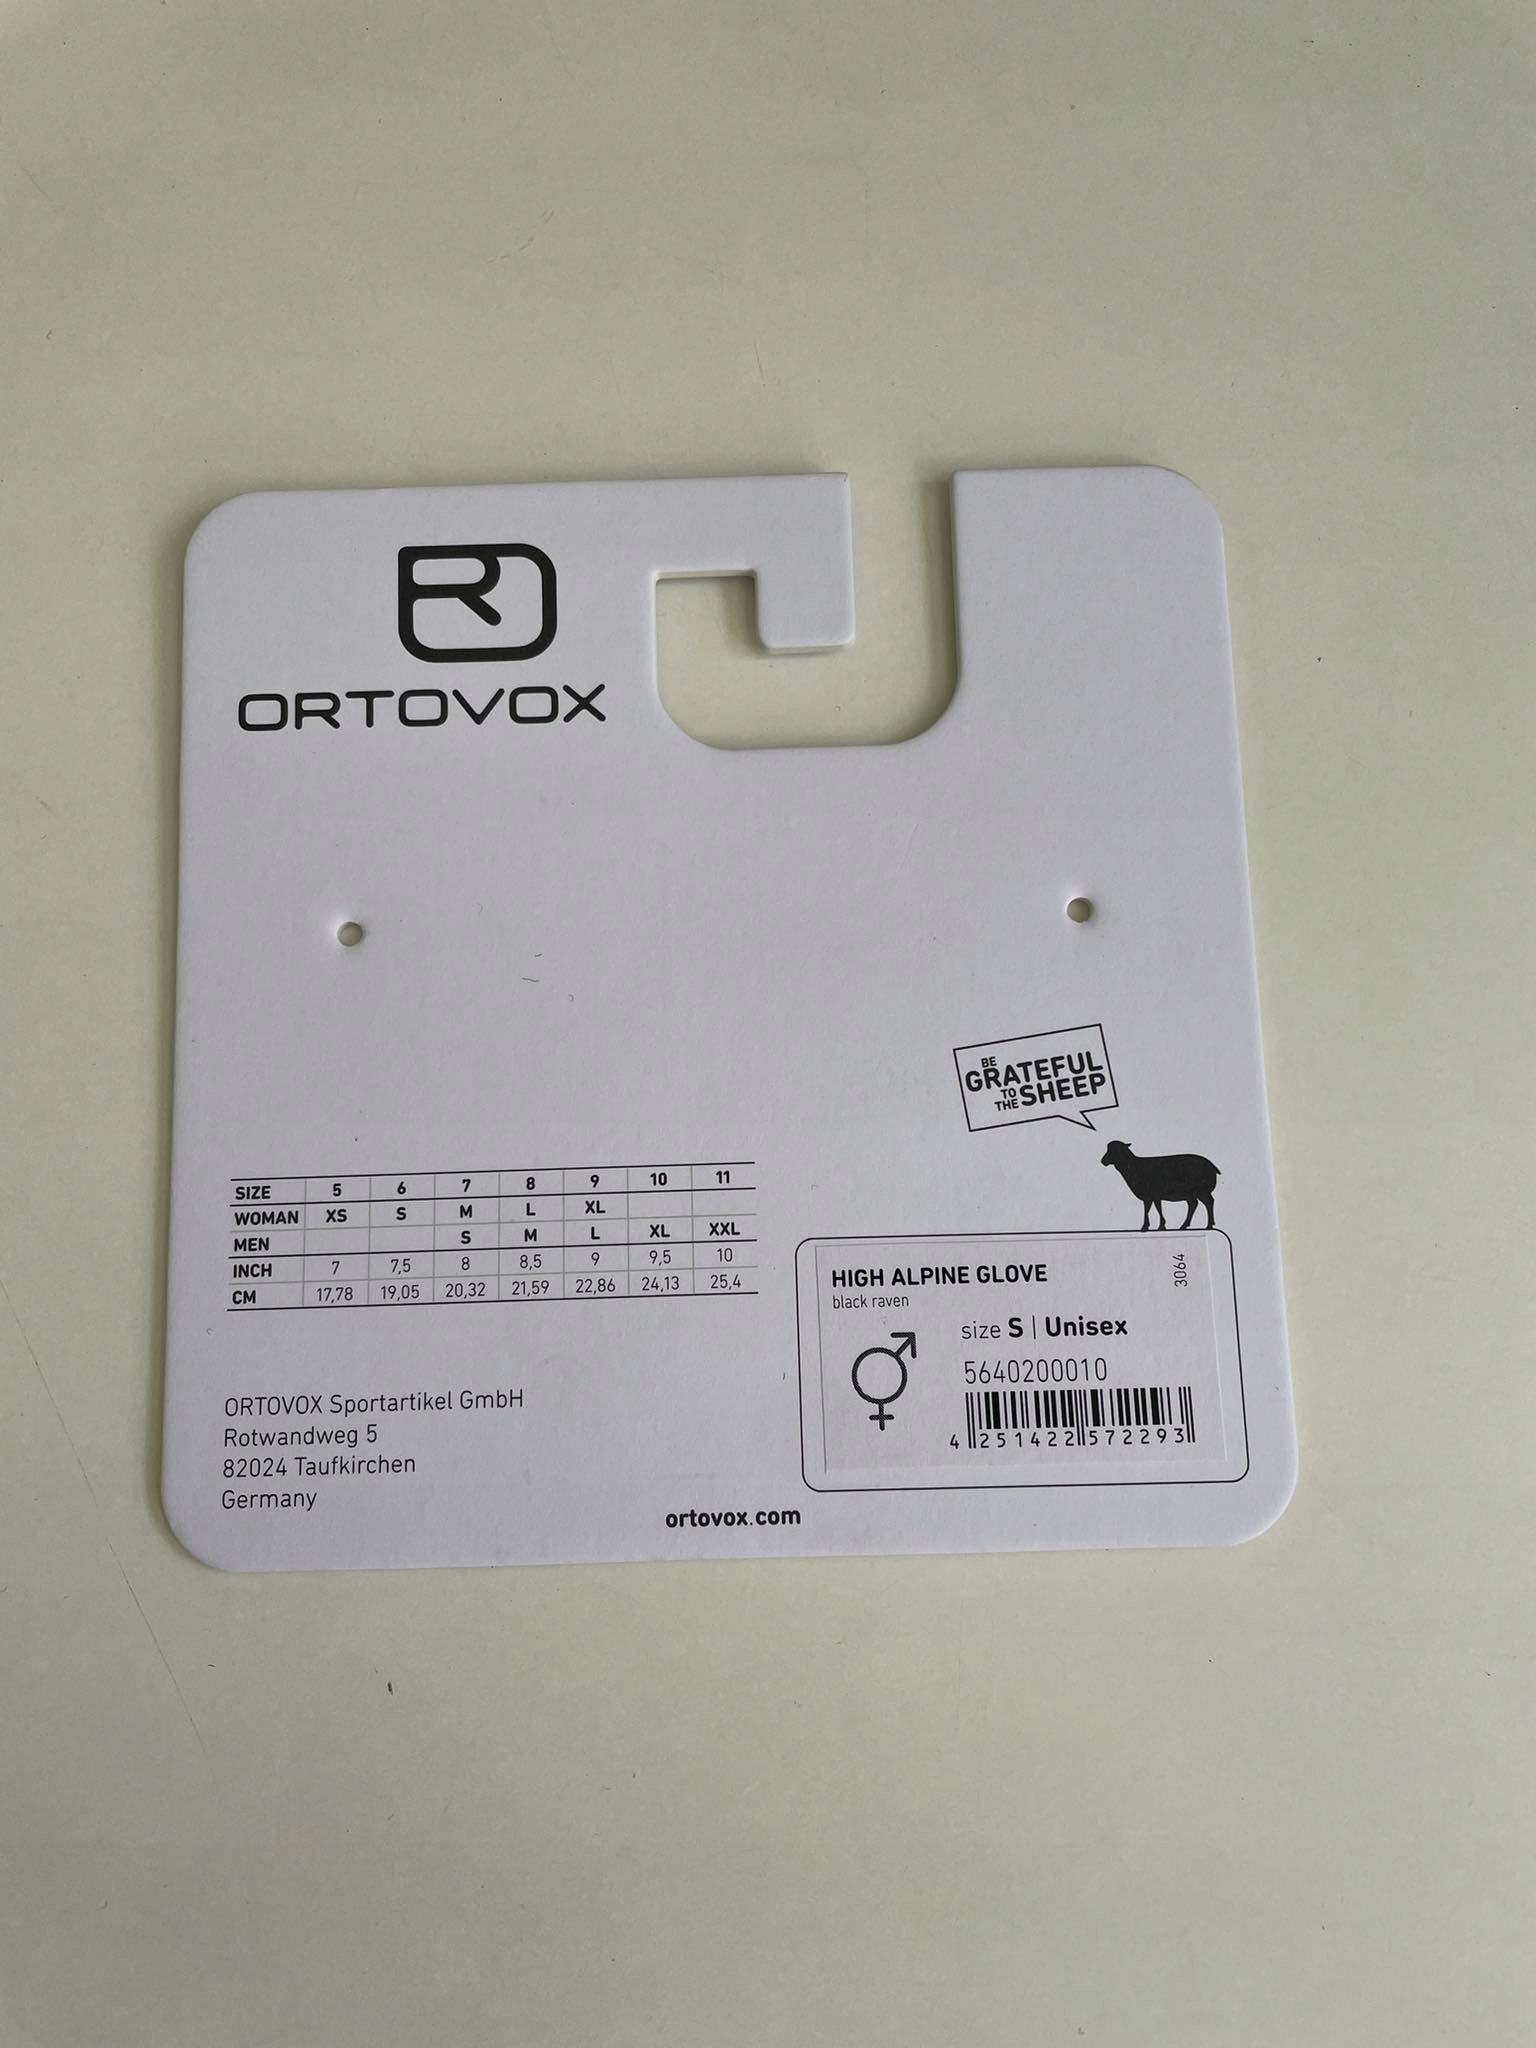 R
ORTOVOX
BE
GRATEFUL
TO
THE SHEEP
SIZE 5 6 7 8 9 10 11
WOMAN XS S M L XL
MEN S M L XL XXL
INCH 7 7,5 8 8,5 9 9,5 10
CM 17,78 19,05 20,32 21,59 22,86 24,13 25,4
HIGH ALPINE GLOVE
black raven
3064
size S | Unisex
5640200010
4 251422 572293
ORTOVOX Sportartikel GmbH
Rotwandweg 5
82024 Taufkirchen
Germany
ortovox.com